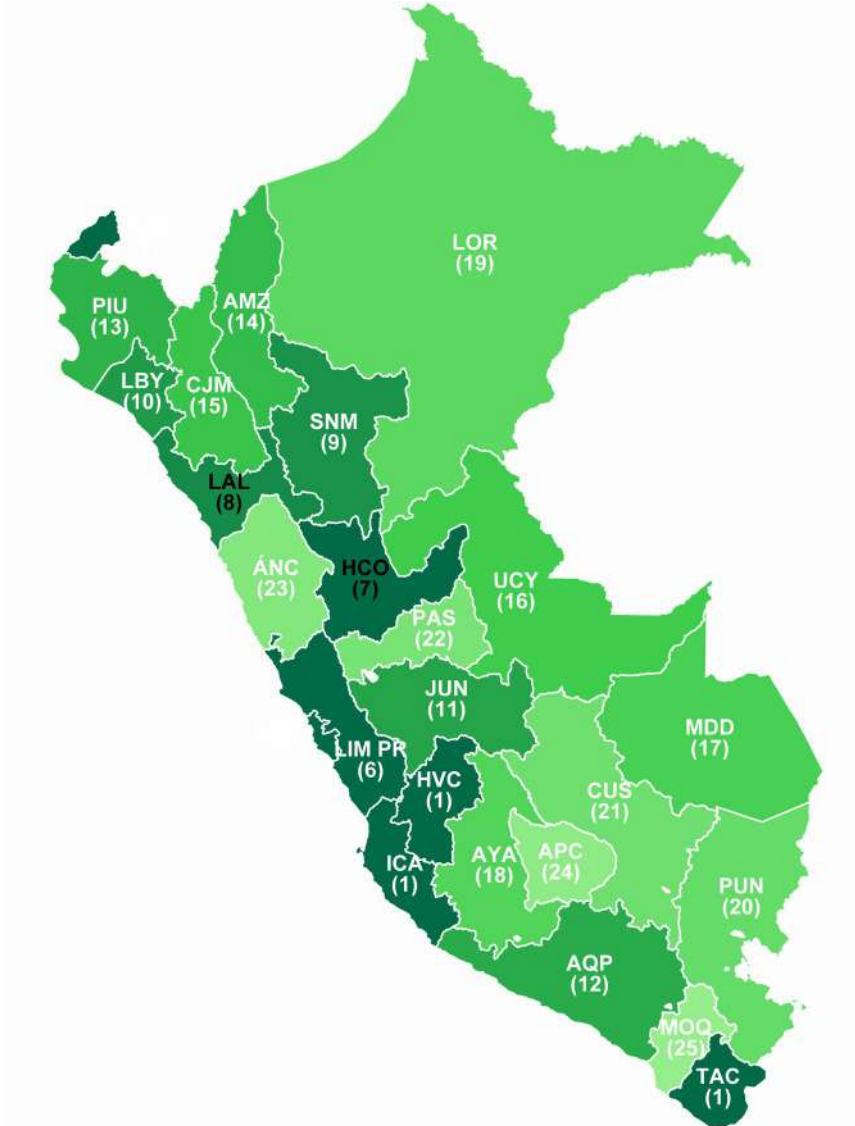 LOR
(19)
PIU
(13)
AMZ
(14)
LBY
(10)
CJM
(15)
SNM
(9)
LAL
(8)
ÁNC
(23)
HCO
(7)
UCY
(16)
PAS
(22)
JUN
(11)
MDD
(17)
LIM PR
(6)
HVC
(1)
CUS
(21)
ICA
(1)
AYA
(18)
APC
(24)
PUN
(20)
AQP
(12)
MOQ
(25)
TAC
(1)